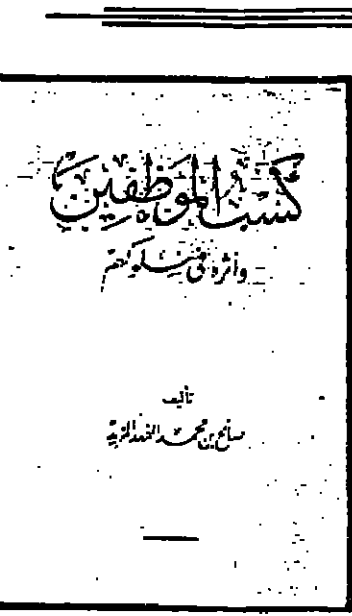 كسب الموظفين
وأثره في سلوكهم
تأليف
صالح بن محمد الفهد المزيد